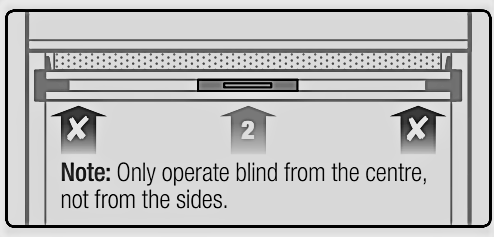 2
Note: Only operate blind from the centre,
not from the sides.